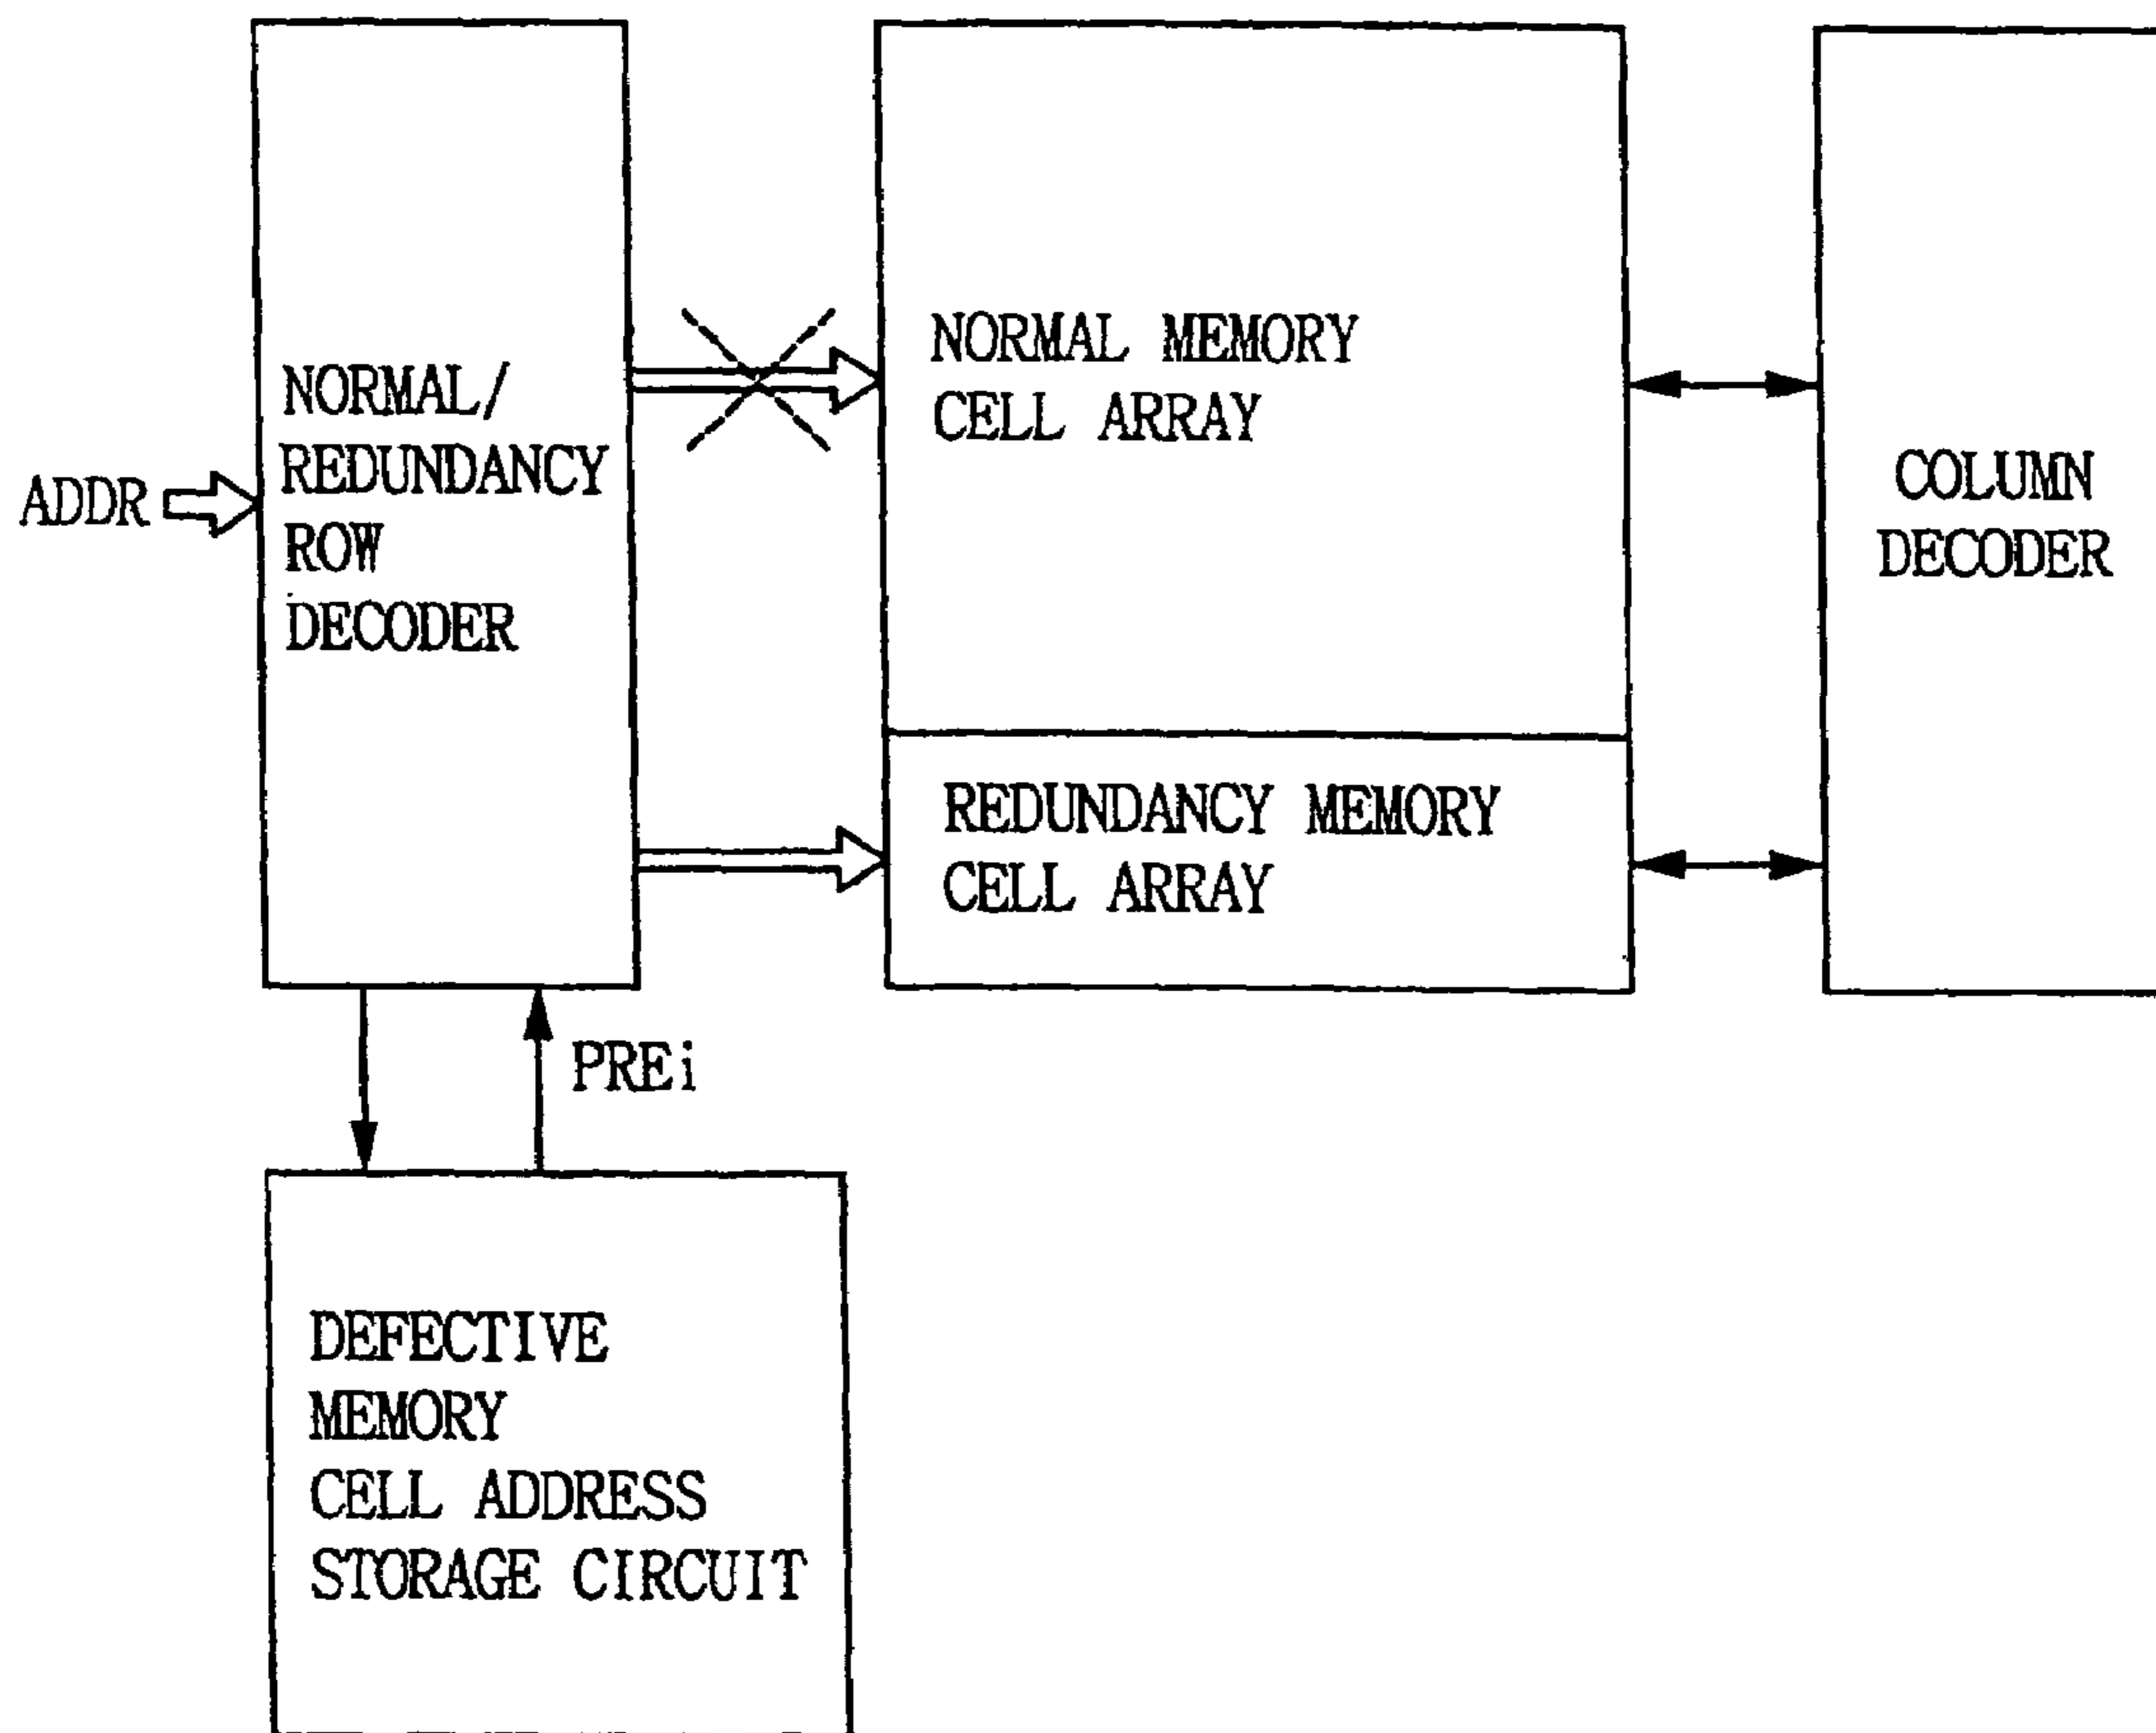 NORMAL/
REDUNDANCY
ROW
DECODER
ADDR
NORMAL MEMORY
CELL ARRAY
COLUMN
DECODER
REDUNDANCY MEMORY
CELL ARRAY
PREi
DEFECTIVE
MEMORY
CELL ADDRESS
STORAGE CIRCUIT